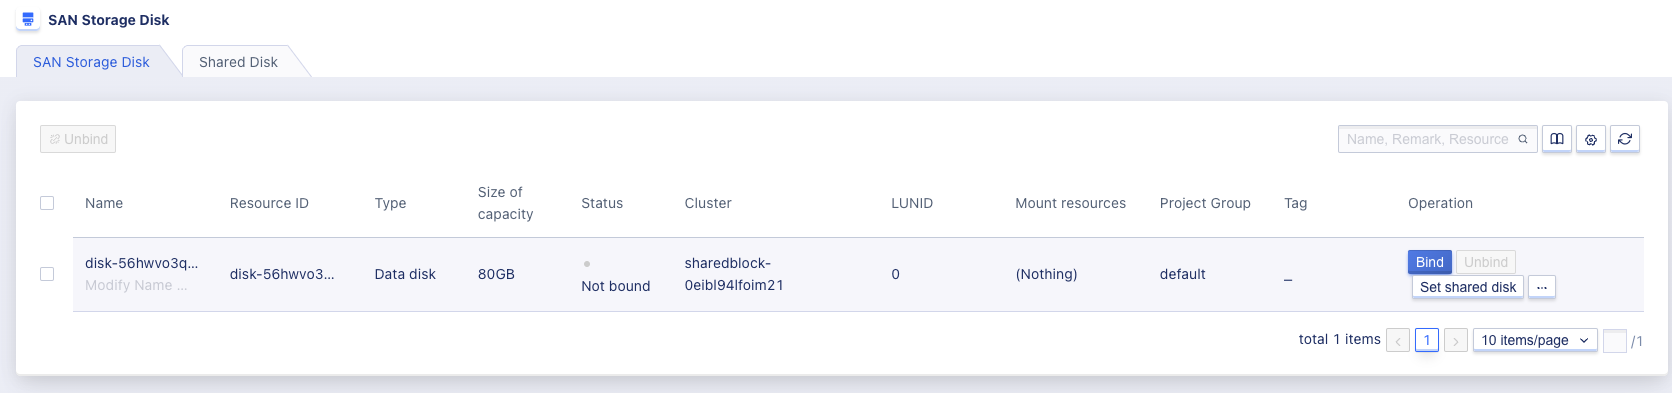 SAN Storage Disk
SAN Storage Disk
Shared Disk
Unbind
Name, Remark, Resource
Name
Resource ID
Type
Size of
capacity
Status
Cluster
LUNID
Mount resources
Project Group
Tag
Operation
disk-56hwvo3q...
Modify Name ...
disk-56hwvo3...
Data disk
80GB
Not bound
sharedblock-
0eibl94lfoim21
0
(Nothing)
default
_
Bind
Unbind
Set shared disk
...
total 1 items
1
10 items/page
/1